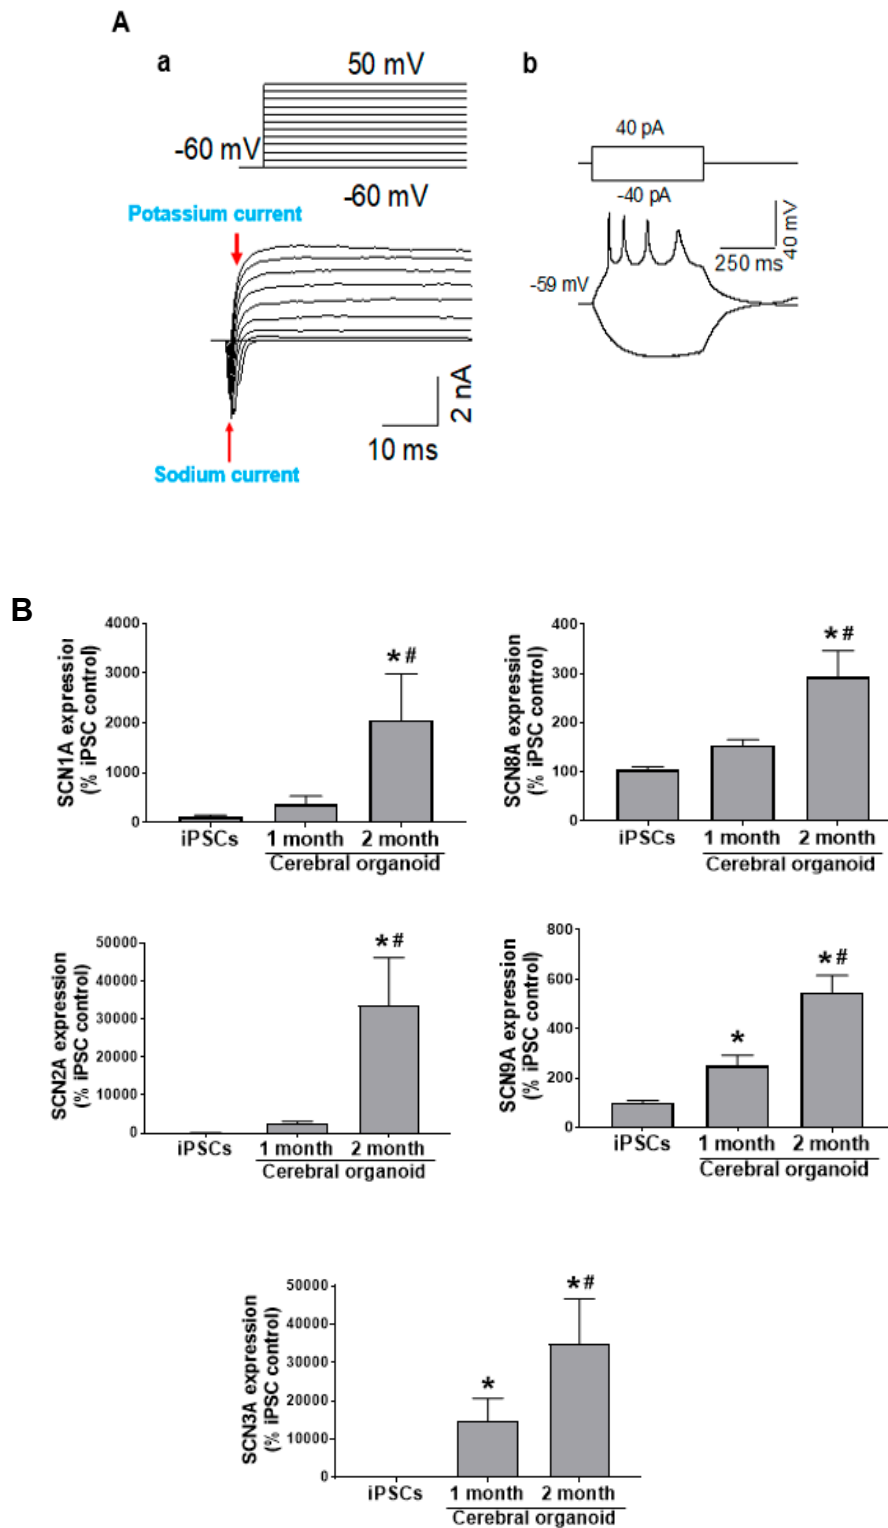 A
a
50 mV
-60 mV
-60 mV
Potassium current
2 nA
10 ms
Sodium current
b
40 pA
-40 pA
40 mV
250 ms
-59 mV
B
SCN1A expression
(% iPSC control)
4000
3000
2000
1000
0
*#
iPSCs
1 month
2 month
Cerebral organoid
SCN8A expression
(% iPSC control)
400
300
200
100
0
*#
iPSCs
1 month
2 month
Cerebral organoid
SCN2A expression
(% iPSC control)
50000
40000
30000
20000
10000
0
*#
iPSCs
1 month
2 month
Cerebral organoid
SCN9A expression
(% iPSC control)
800
600
400
200
0
*
*#
iPSCs
1 month
2 month
Cerebral organoid
SCN3A expression
(% iPSC control)
50000
40000
30000
20000
10000
0
*
*#
iPSCs
1 month
2 month
Cerebral organoid